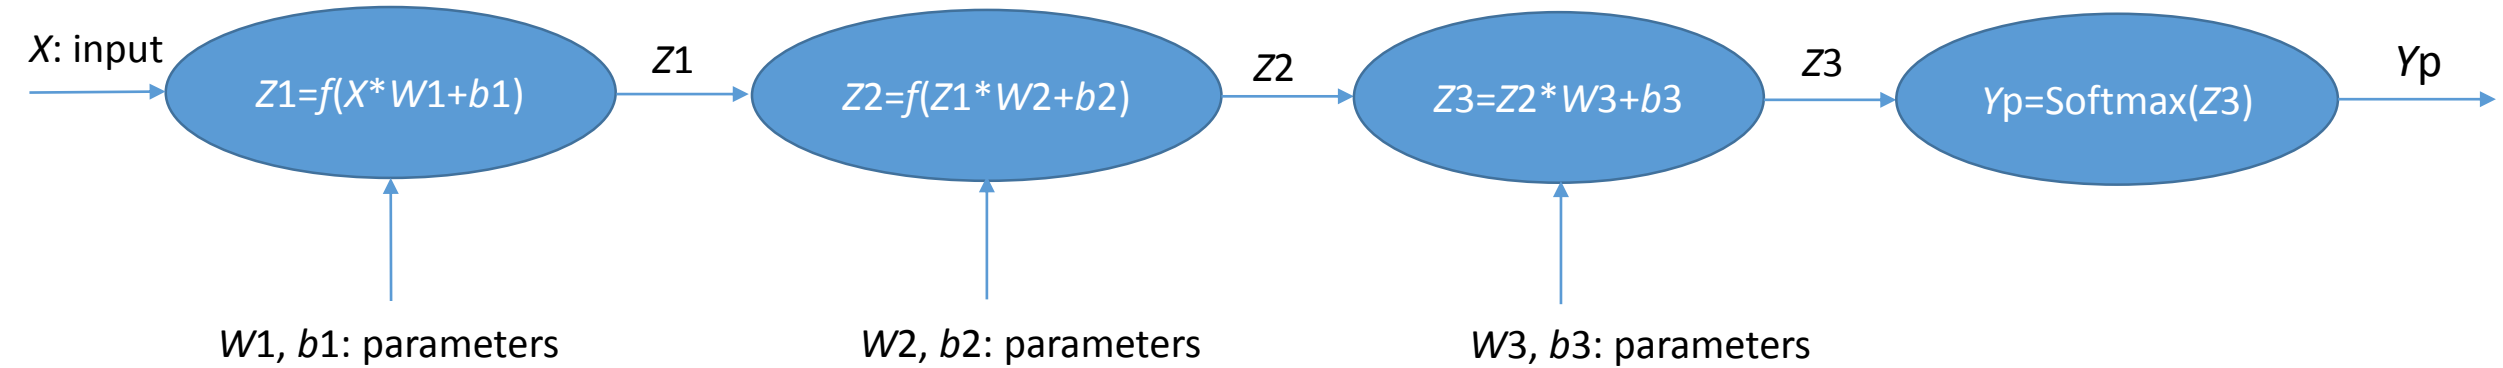 X: input
Z1=f(X*W1+b1)
Z1
Z2=f(Z1*W2+b2)
Z2
Z3=Z2*W3+b3
Z3
Yp=Softmax(Z3)
Yp
W1, b1: parameters
W2, b2: parameters
W3, b3: parameters